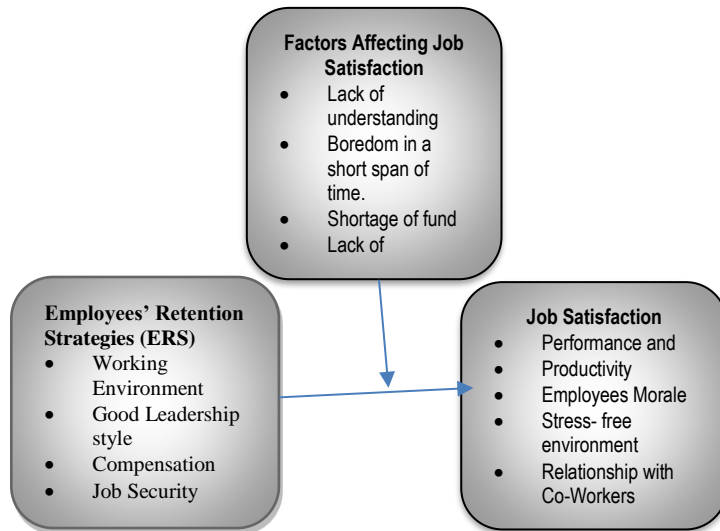 Factors Affecting Job
Satisfaction
• Lack of
understanding
• Boredom in a
short span of
time.
• Shortage of fund
• Lack of
Employees’ Retention
Strategies (ERS)
• Working
Environment
• Good Leadership
style
• Compensation
• Job Security
Job Satisfaction
• Performance and
• Productivity
• Employees Morale
• Stress- free
environment
• Relationship with
Co-Workers